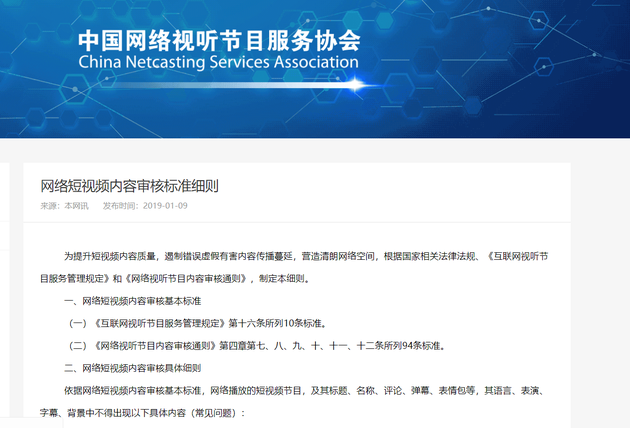 中国网络视听节目服务协会
China Netcasting Services Association
网络短视频内容审核标准细则
来源：本网讯 发布时间：2019-01-09
为提升短视频内容质量，遏制错误虚假有害内容传播蔓延，营造清朗网络空间，根据国家相关法律法规、《互联网视听节
目服务管理规定》和《网络视听节目内容审核通则》，制定本细则。
一、网络短视频内容审核基本标准
（一）《互联网视听节目服务管理规定》第十六条所列10条标准。
（二）《网络视听节目内容审核通则》第四章第七、八、九、十、十一、十二条所列94条标准。
二、网络短视频内容审核具体细则
依据网络短视频内容审核基本标准，网络播放的短视频节目，及其标题、名称、评论、弹幕、表情包等，其语言、表演、
字幕、背景中不得出现以下具体内容（常见问题）：